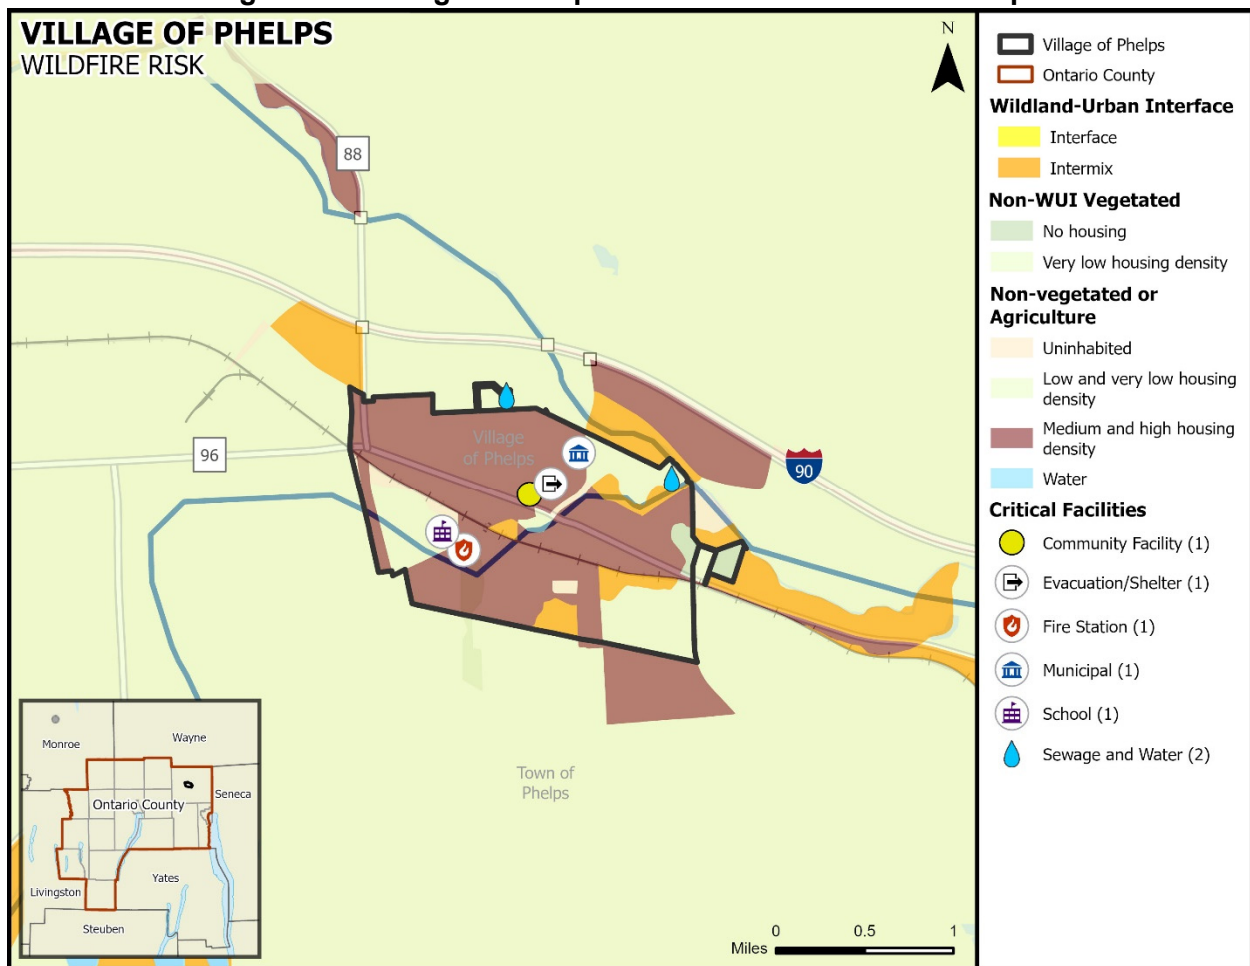 VILLAGE OF PHELPS
WILDFIRE RISK
N
88
96
90
Village
of Phelps
Town of
Phelps
Monroe
Wayne
Ontario County
Seneca
Livingston
Yates
Steuben
0 0.5 1
Miles
Village of Phelps
Ontario County
Wildland-Urban Interface
Interface
Intermix
Non-WUI Vegetated
No housing
Very low housing density
Non-vegetated or
Agriculture
Uninhabited
Low and very low housing
density
Medium and high housing
density
Water
Critical Facilities
Community Facility (1)
Evacuation/Shelter (1)
Fire Station (1)
Municipal (1)
School (1)
Sewage and Water (2)